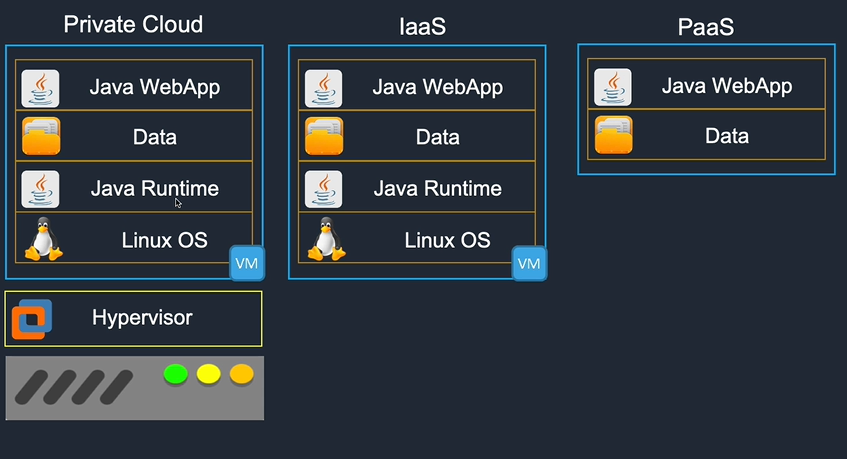 Private Cloud
Java WebApp
Data
Java Runtime
Linux OS
VM
Hypervisor
IaaS
Java WebApp
Data
Java Runtime
Linux OS
VM
PaaS
Java WebApp
Data